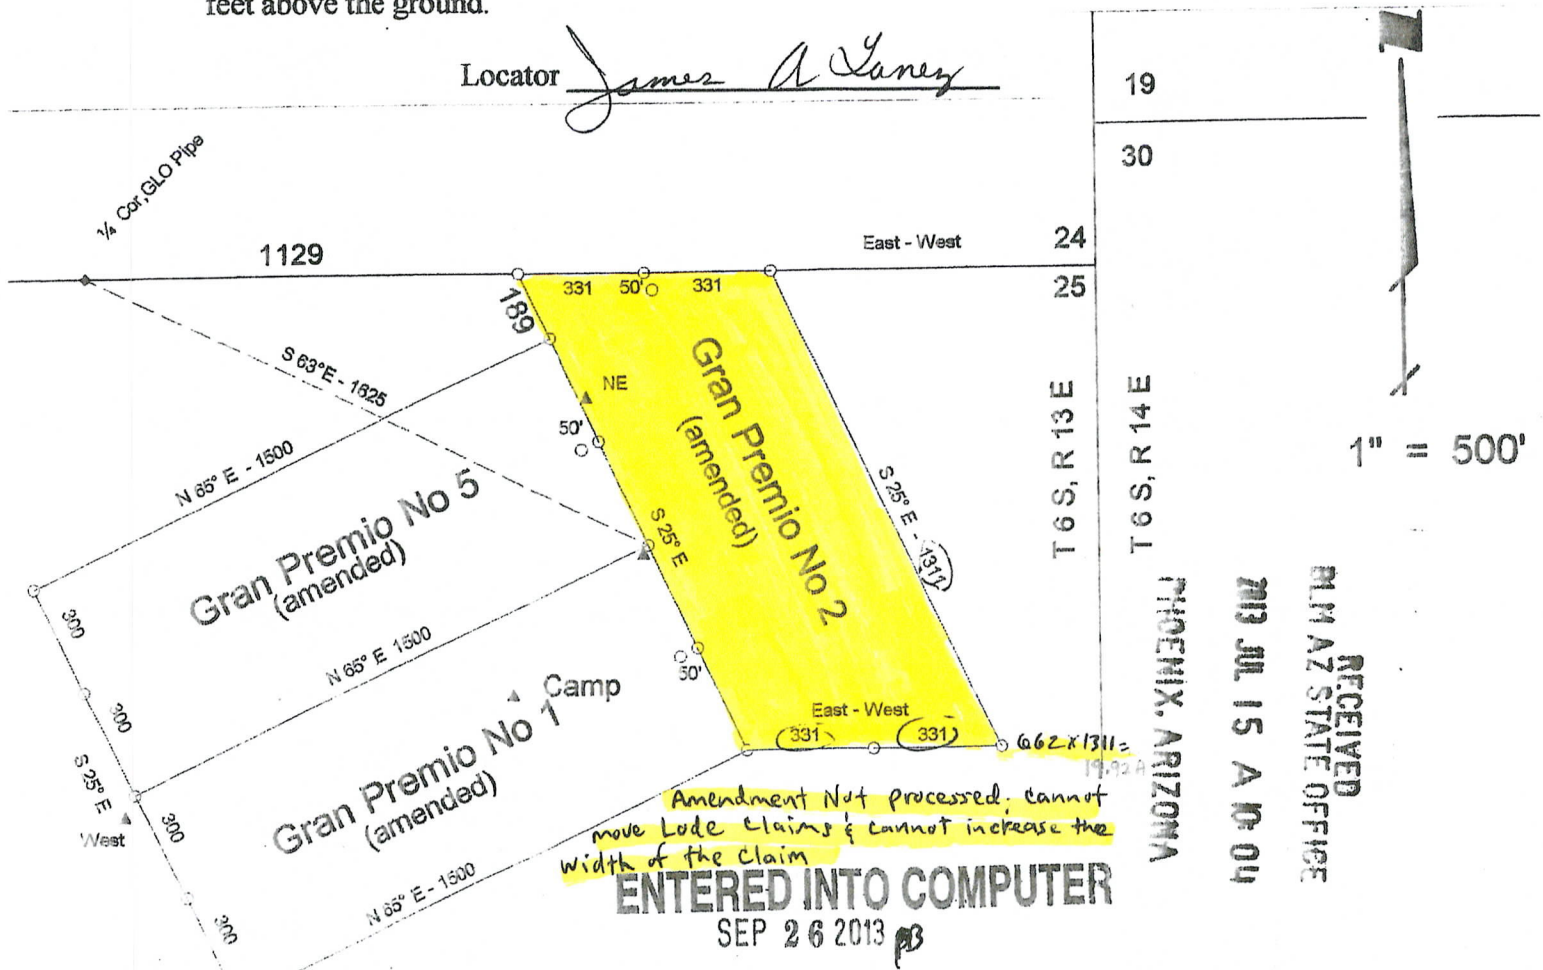 feet above the ground.
Locator James A Laney
19
30
¼ Cor, GLO Pipe
1129
East - West
24
25
331 50' 331
189
S 63°E - 1625
NE
50'
N 65° E - 1500
Gran Premio No 5
(amended)
Gran Premio No 2
(amended)
S 25° E
S 25° E - 1311
T 6 S, R 13 E
T 6 S, R 14 E
1" = 500'
300
300
N 65° E 1500
Camp
50'
S 25° E
West
Gran Premio No 1
(amended)
300
300
N 65° E - 1500
East - West
331 331
662 x 1311 =
19.92 A
Amendment Not processed; cannot
move Lode Claims & cannot increase the
width of the claim
ENTERED INTO COMPUTER
SEP 26 2013
RECEIVED
BLM AZ STATE OFFICE
2013 JUL 15 A 10:04
PHOENIX, ARIZONA